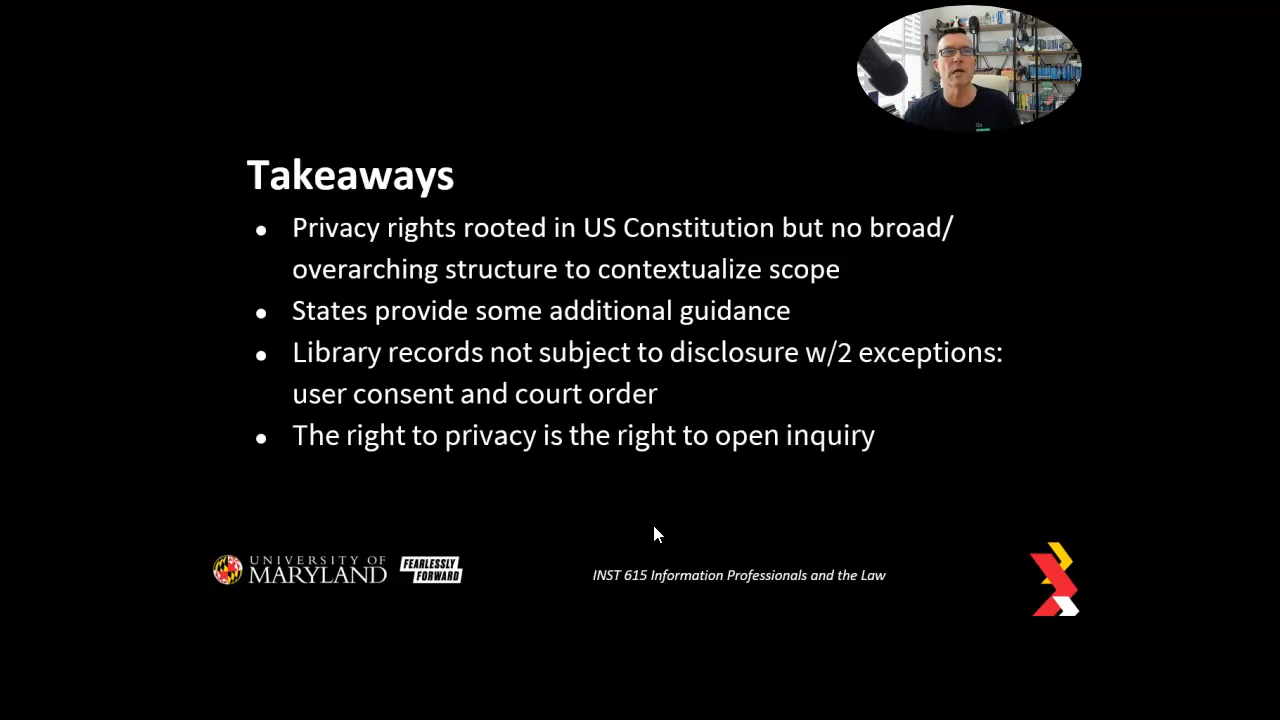 Takeaways
● Privacy rights rooted in US Constitution but no broad/
overarching structure to contextualize scope
● States provide some additional guidance
● Library records not subject to disclosure w/2 exceptions:
user consent and court order
● The right to privacy is the right to open inquiry
UNIVERSITY OF
MARYLAND
FEARLESSLY
FORWARD
INST 615 Information Professionals and the Law